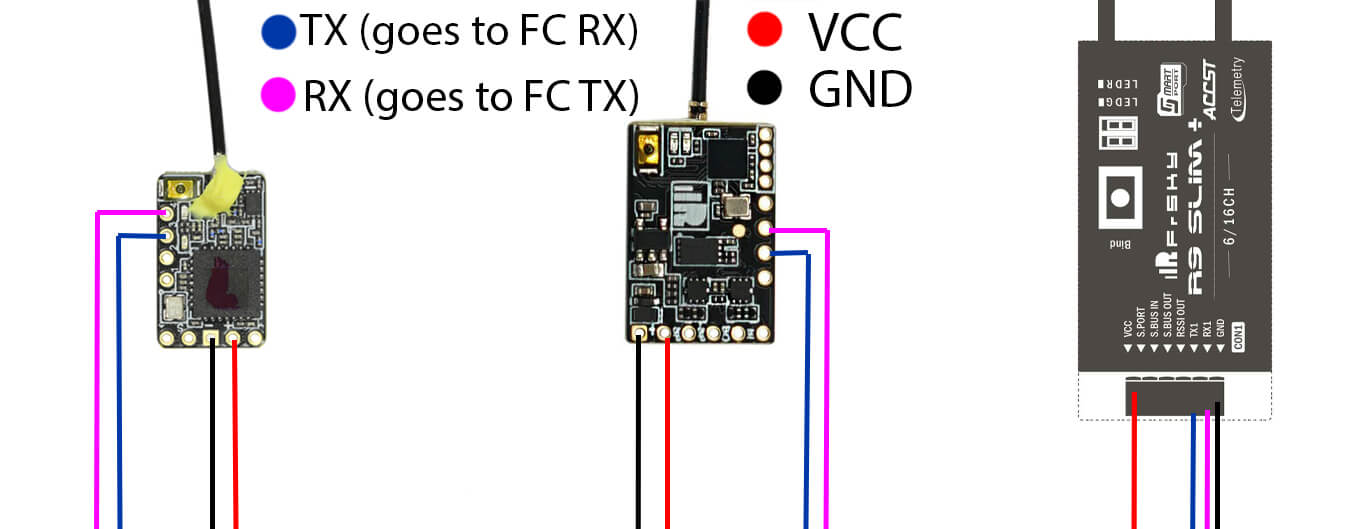 TX (goes to FC RX)
RX (goes to FC TX)
VCC
GND
LED R
LED G
SMART PORT
ACCST
Telemetry
Bind
FrSKY
R9 SLIM+
6/16CH
VCC
S.PORT
S.BUS IN
S.BUS OUT
RSSI OUT
TX1
RX1
GND
CON1